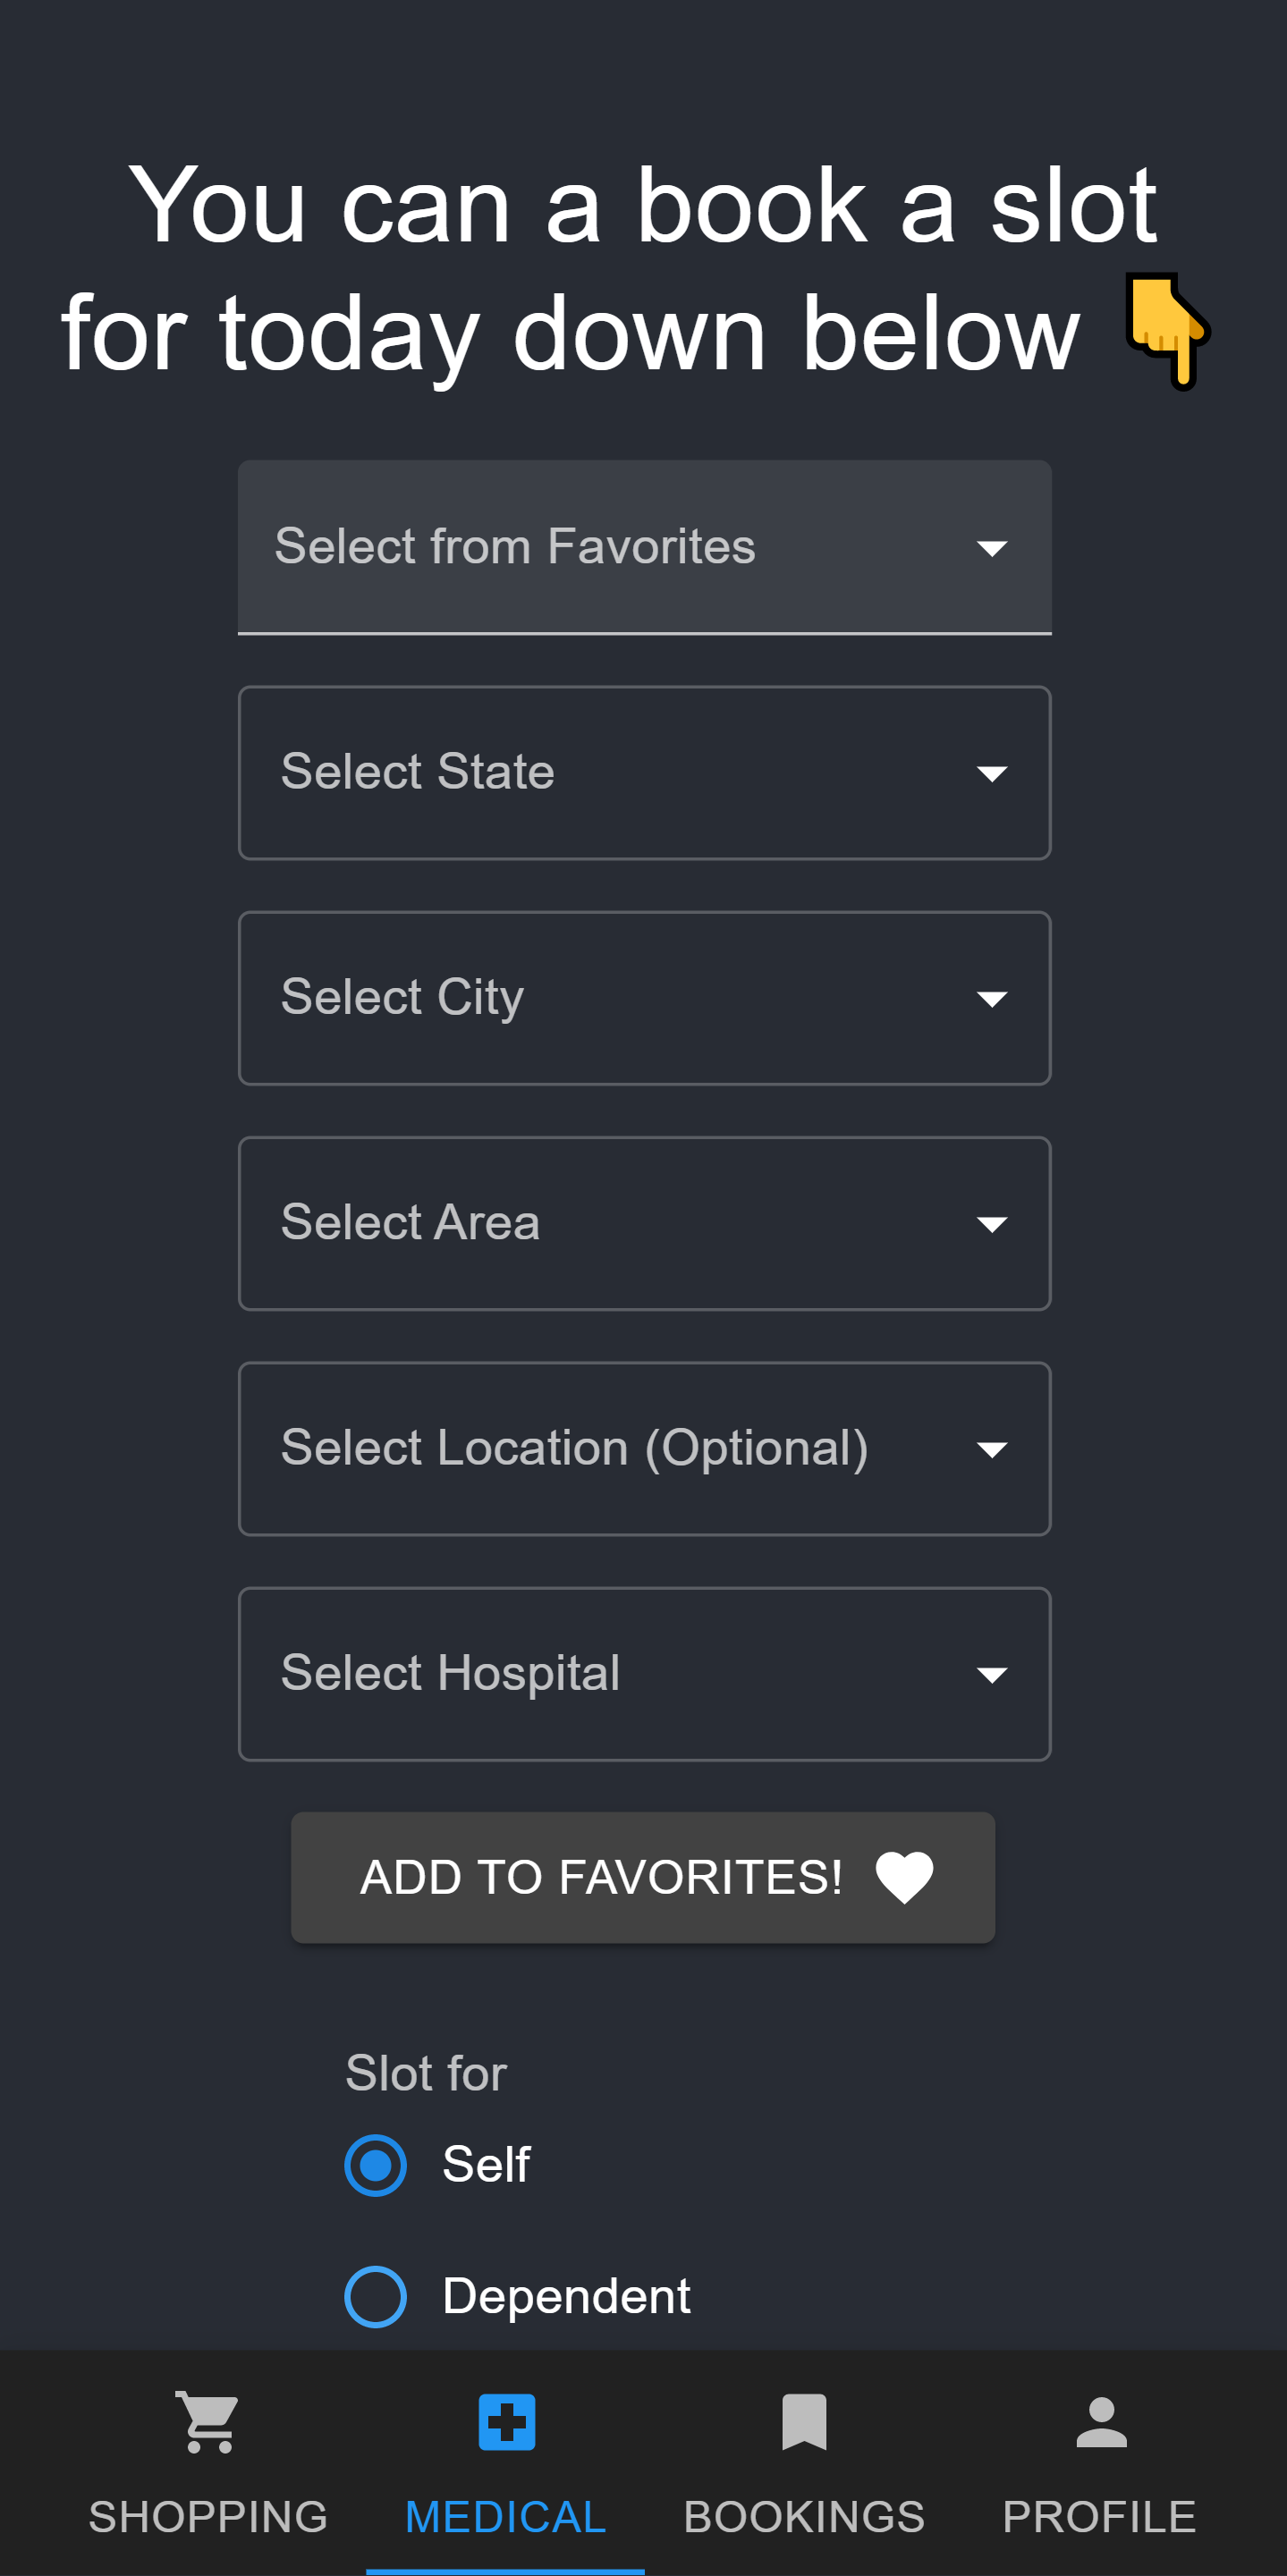 You can a book a slot
for today down below 👇
Select from Favorites
Select State
Select City
Select Area
Select Location (Optional)
Select Hospital
ADD TO FAVORITES!
Slot for
Self
Dependent
SHOPPING
MEDICAL
BOOKINGS
PROFILE